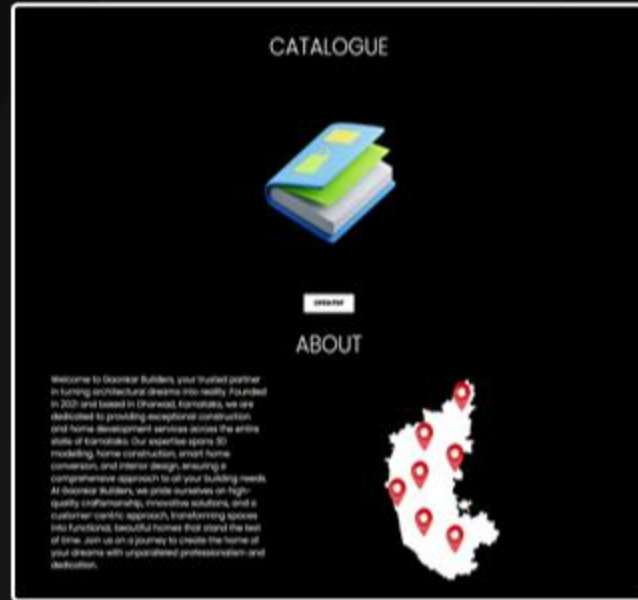 CATALOGUE
OPEN PDF
ABOUT
Welcome to Gaonkar Builders, your trusted partner
in turning architectural dreams into reality. Founded
in 2021 and based in Dharwad, Karnataka, we are
dedicated to providing exceptional construction
and home development services across the entire
state of Karnataka. Our expertise spans 3D
modelling, home construction, smart home
conversion, and interior design, ensuring a
comprehensive approach to all your building needs.
At Gaonkar Builders, we pride ourselves on high-
quality craftsmanship, innovative solutions, and a
customer-centric approach, transforming spaces
into functional, beautiful homes that stand the test
of time. Join us on a journey to create the home of
your dreams with unparalleled professionalism and
dedication.